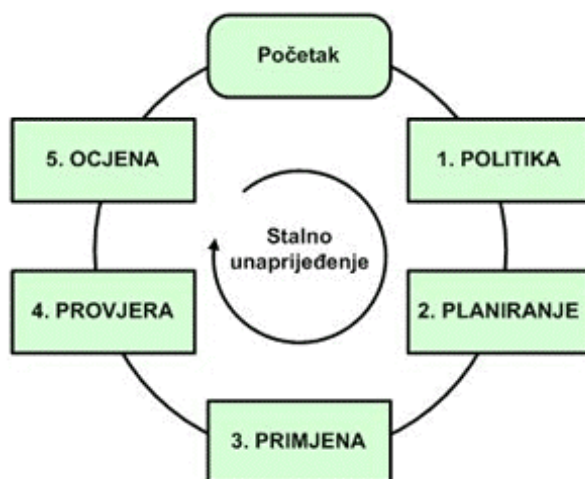 Početak
1. POLITIKA
2. PLANIRANJE
3. PRIMJENA
4. PROVJERA
5. OCJENA
Stalno
unaprijeđenje